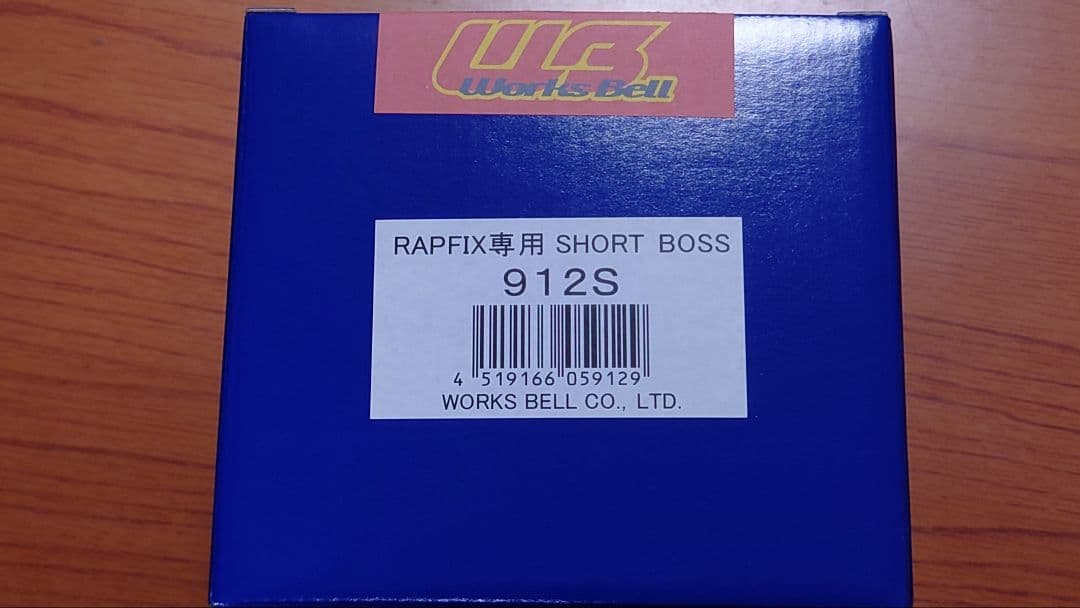 WB
Works Bell
RAPFIX専用 SHORT BOSS
912S
4 519166 059129
WORKS BELL CO., LTD.